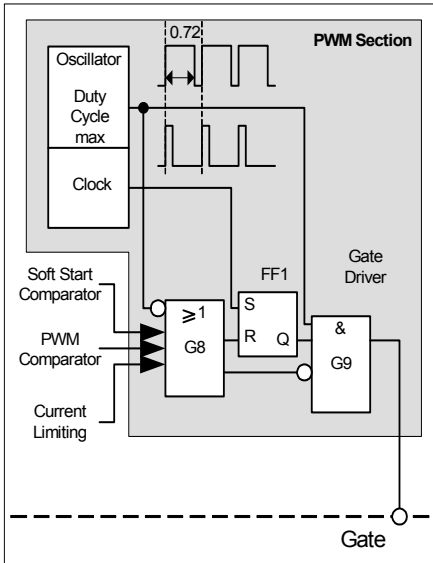 0.72
PWM Section
Oscillator
Duty
Cycle
max
Clock
Soft Start
Comparator
PWM
Comparator
Current
Limiting
⩾1
G8
FF1
S
R
Q
Gate
Driver
&
G9
Gate